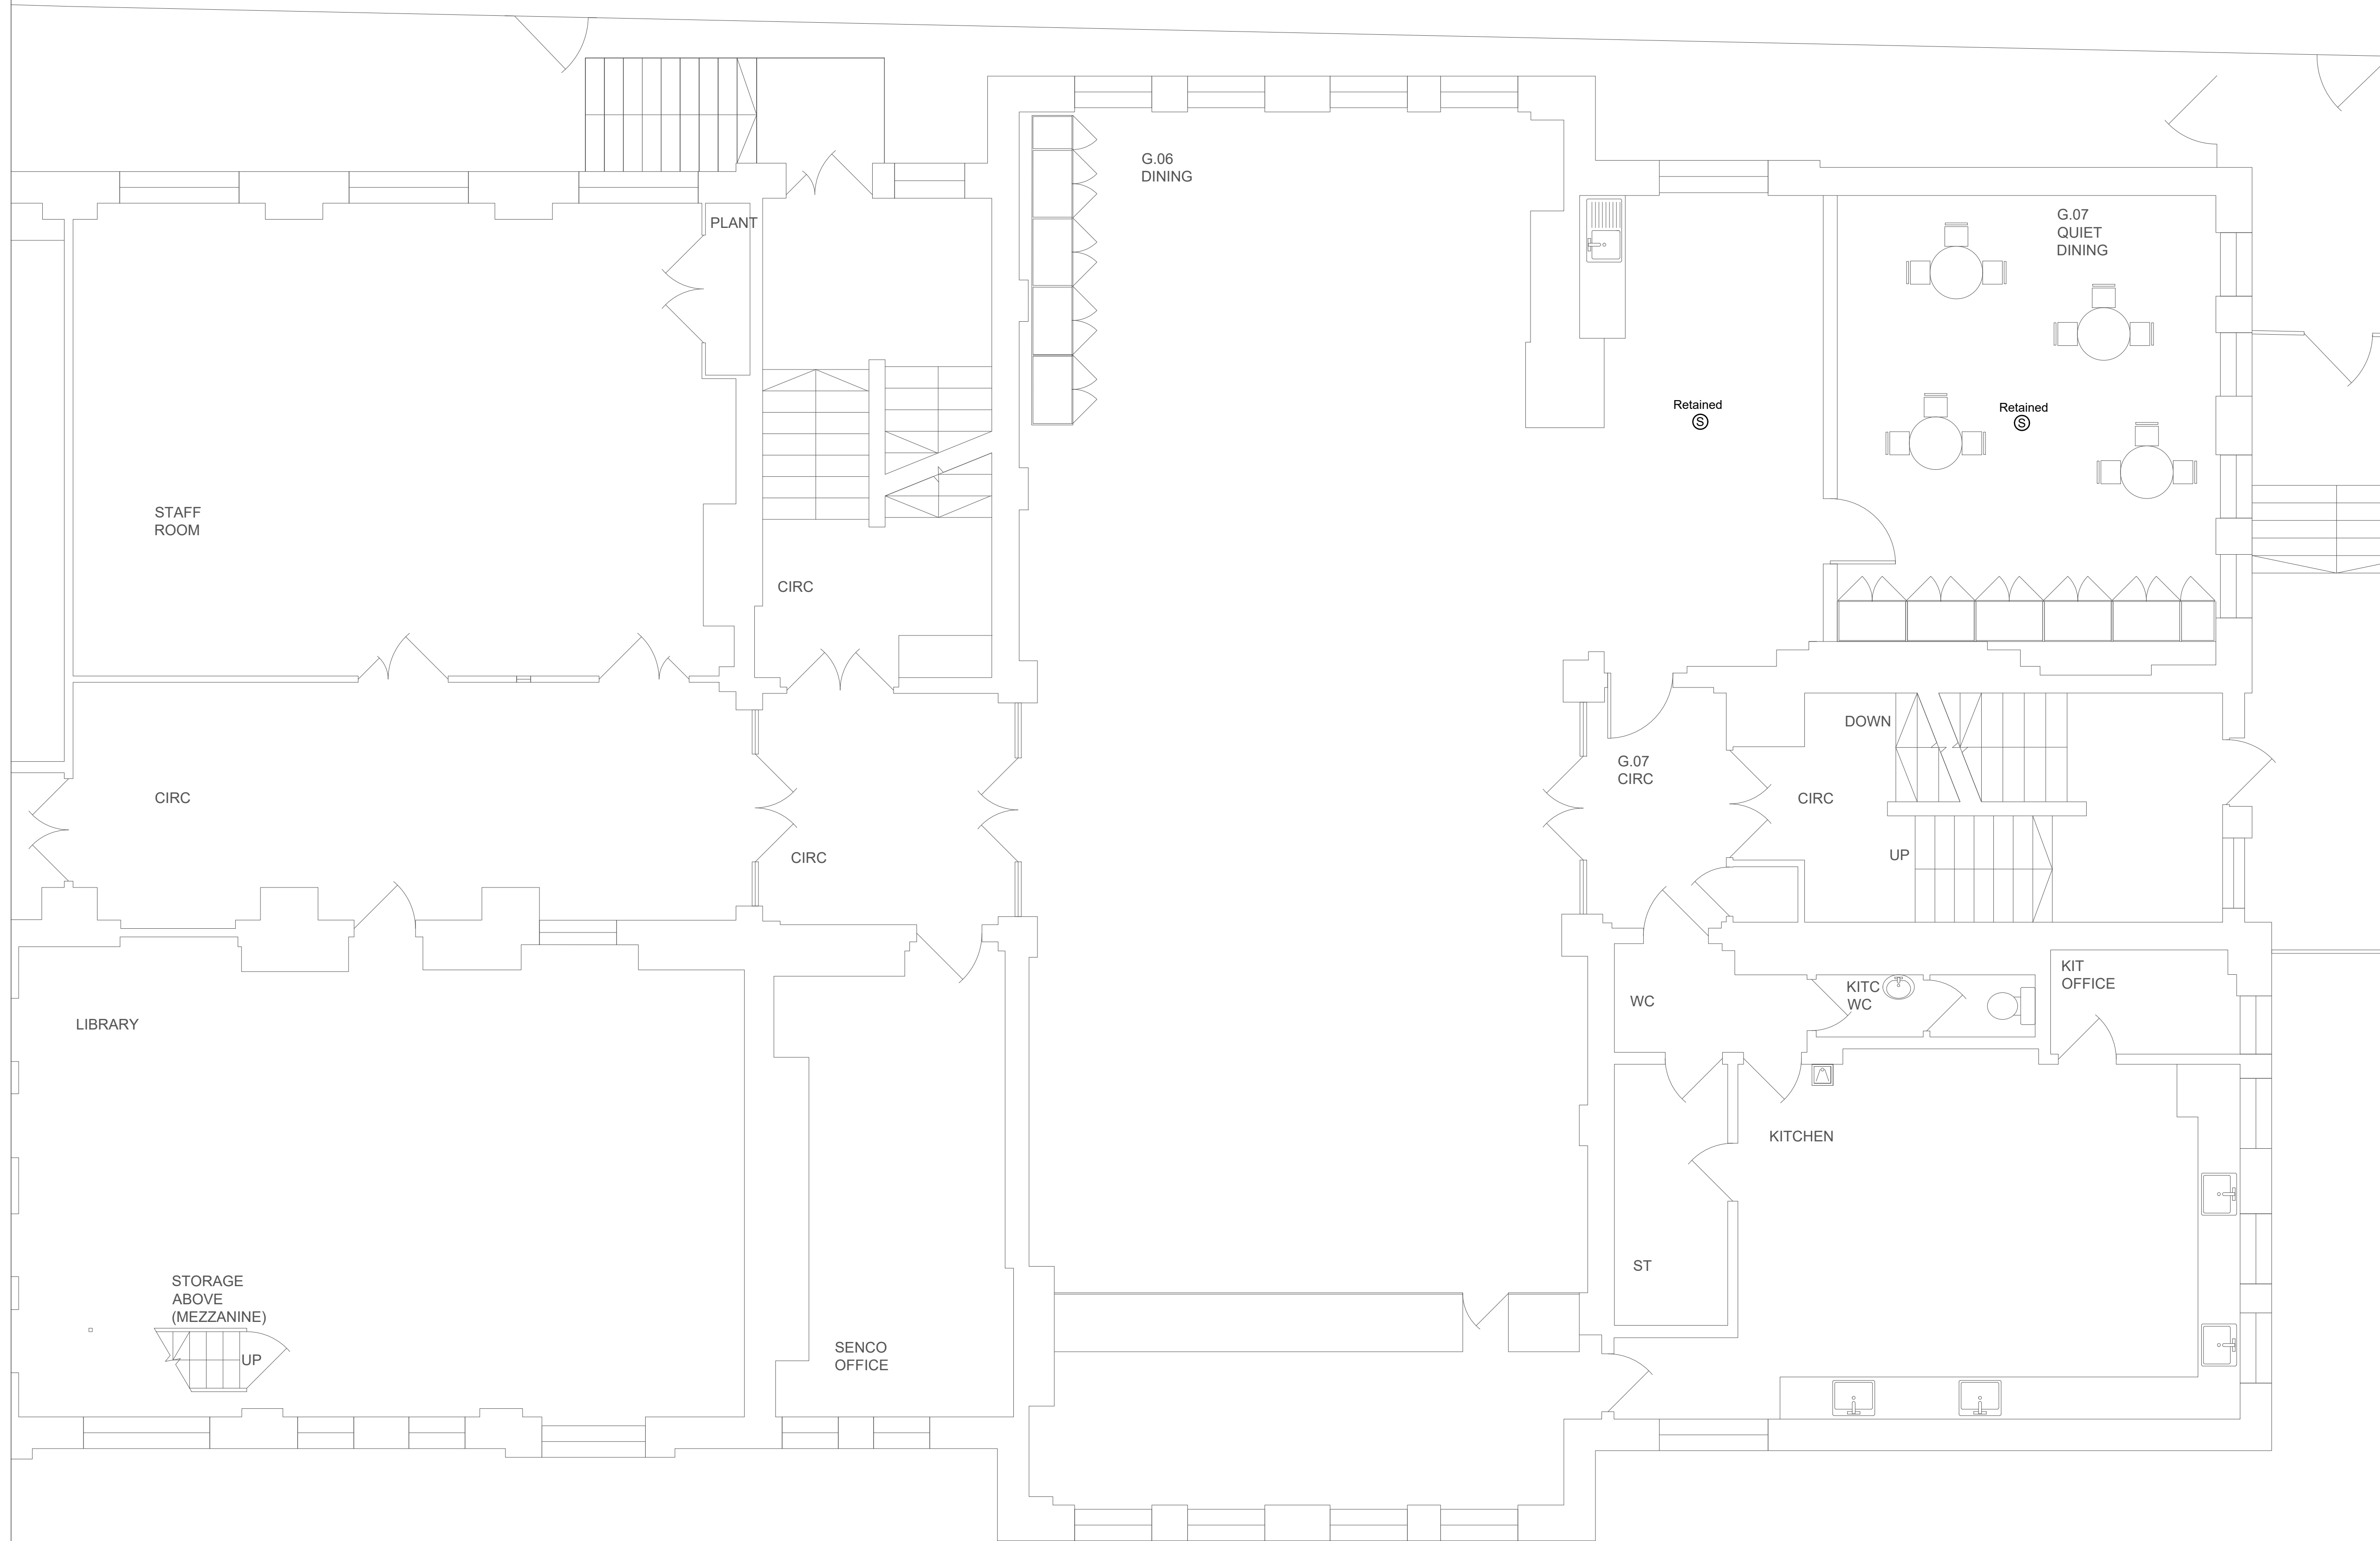 G.06
DINING
PLANT
G.07
QUIET
DINING
Retained
S
Retained
S
STAFF
ROOM
CIRC
DOWN
G.07
CIRC
CIRC
CIRC
CIRC
UP
KIT
OFFICE
KITC
WC
WC
LIBRARY
KITCHEN
ST
STORAGE
ABOVE
(MEZZANINE)
UP
SENCO
OFFICE